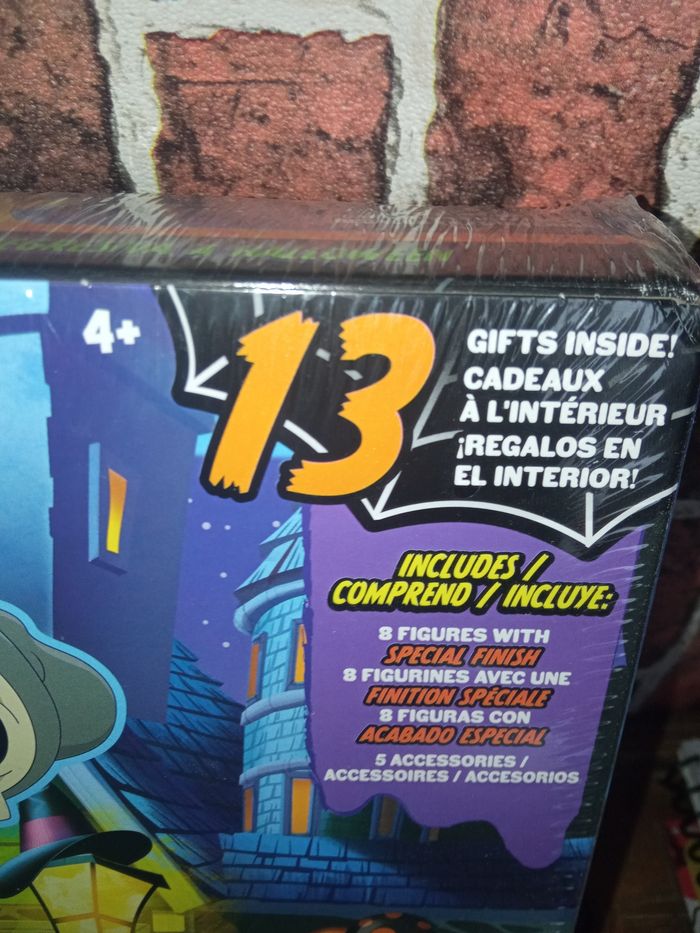 A HALLOWEEN
4+
13
GIFTS INSIDE!
CADEAUX
À L'INTÉRIEUR
¡REGALOS EN
EL INTERIOR!
INCLUDES /
COMPREND / INCLUYE:
8 FIGURES WITH
SPECIAL FINISH
8 FIGURINES AVEC UNE
FINITION SPÉCIALE
8 FIGURAS CON
ACABADO ESPECIAL
5 ACCESSORIES /
ACCESSOIRES / ACCESORIOS